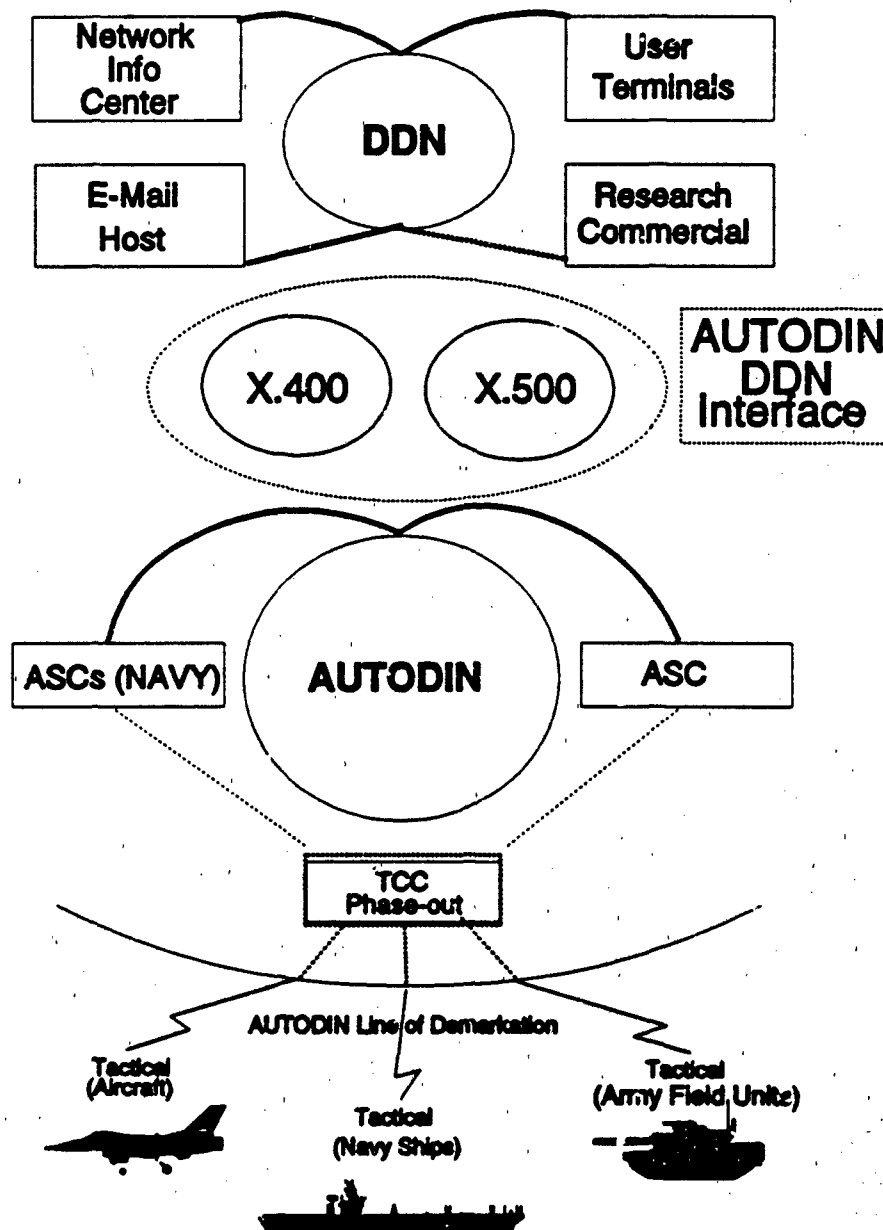 Network
Info
Center
User
Terminals
DDN
E-Mail
Host
Research
Commercial
X.400
X.500
AUTODIN
DDN
Interface
ASCs (NAVY)
AUTODIN
ASC
TCC
Phase-out
AUTODIN Line of Demarkation
Tactical
(Aircraft)
Tactical
(Navy Ships)
Tactical
(Army Field Units)